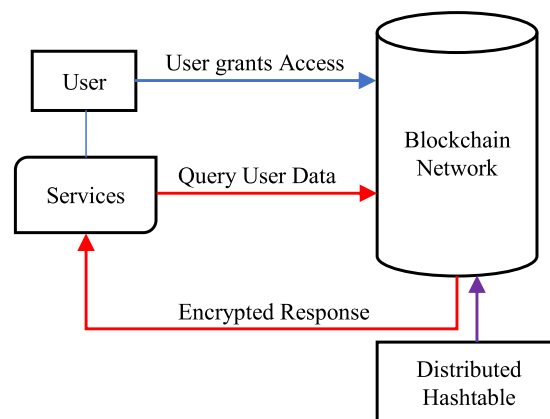 User
User grants Access
Blockchain
Network
Services
Query User Data
Encrypted Response
Distributed
Hashtable